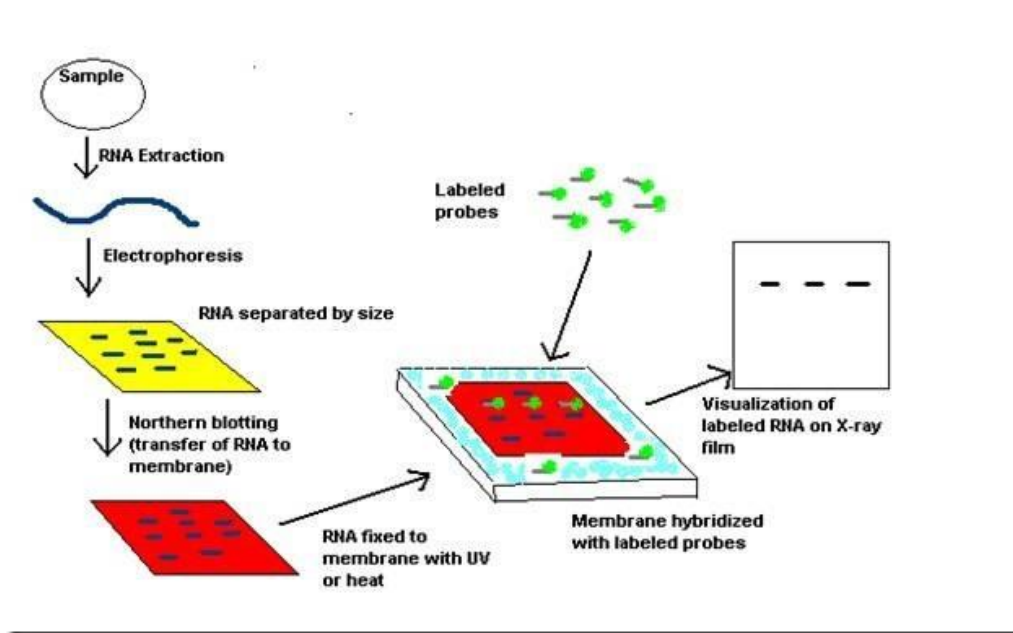 Sample
RNA Extraction
Electrophoresis
RNA separated by size
Northern blotting
(transfer of RNA to
membrane)
RNA fixed to
membrane with UV
or heat
Labeled
probes
Membrane hybridized
with labeled probes
Visualization of
labeled RNA on X-ray
film